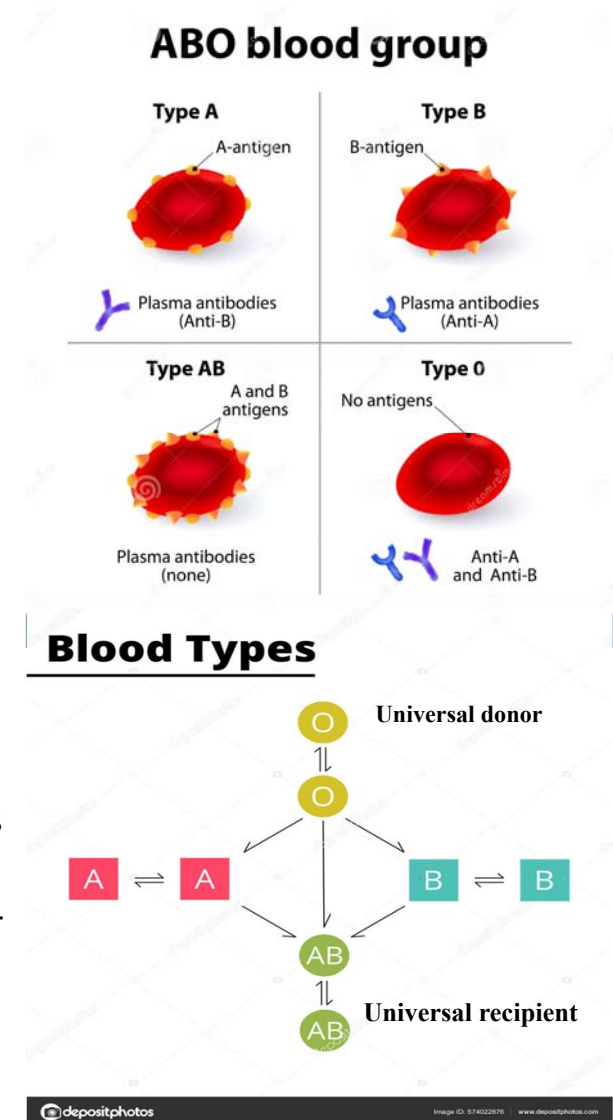 ABO blood group
Type A
A-antigen
Plasma antibodies
(Anti-B)
Type B
B-antigen
Plasma antibodies
(Anti-A)
Type AB
A and B
antigens
Plasma antibodies
(none)
Type 0
No antigens
dreamstime
Anti-A
and Anti-B
Blood Types
O
Universal donor
O
A
A
B
B
AB
Universal recipient
AB
depositphotos
Image ID: 574022876
www.depositphotos.com